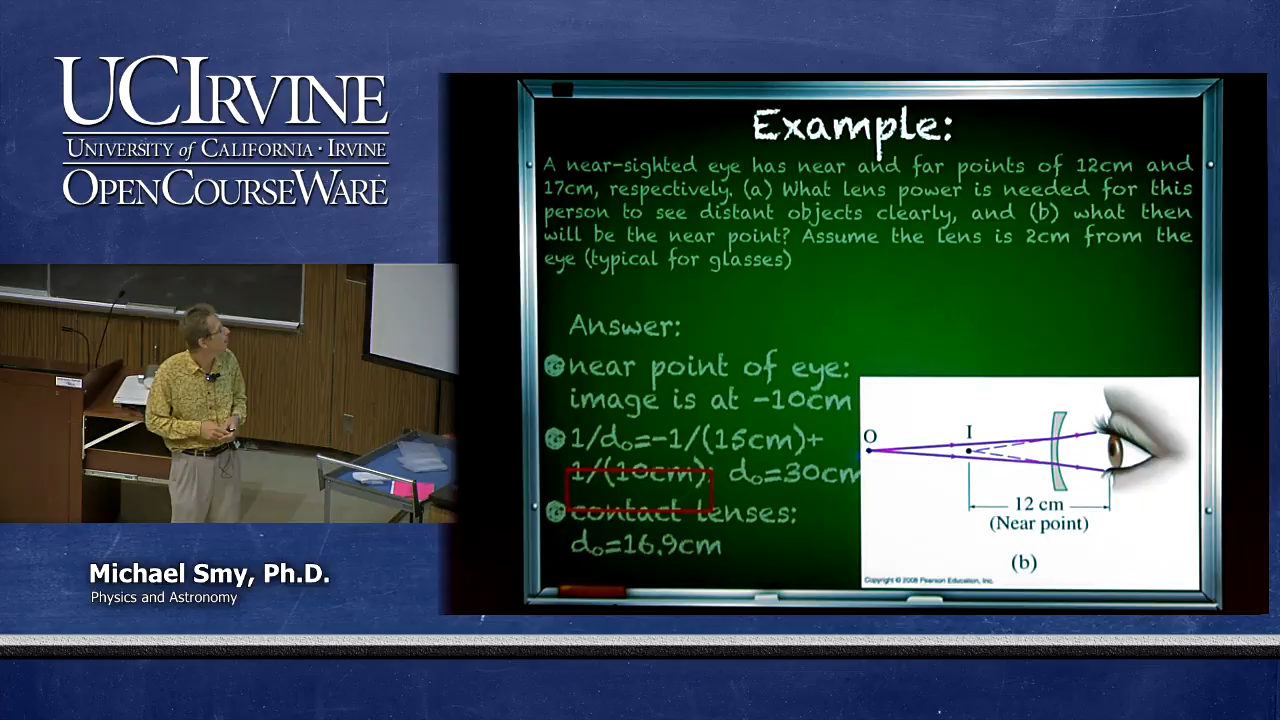 UCIRVINE
UNIVERSITY of CALIFORNIA · IRVINE
OPENCOURSEWARE
Example:
A near-sighted eye has near and far points of 12cm and
17cm, respectively. (a) What lens power is needed for this
person to see distant objects clearly, and (b) what then
will be the near point? Assume the lens is 2cm from the
eye (typical for glasses)
Answer:
near point of eye:
image is at -10cm
1/dₒ=-1/(15cm)+
1/(10cm). dₒ=30cm
contact lenses:
dₒ=16.9cm
O
I
12 cm
(Near point)
(b)
Copyright © 2008 Pearson Education, Inc.
Michael Smy, Ph.D.
Physics and Astronomy